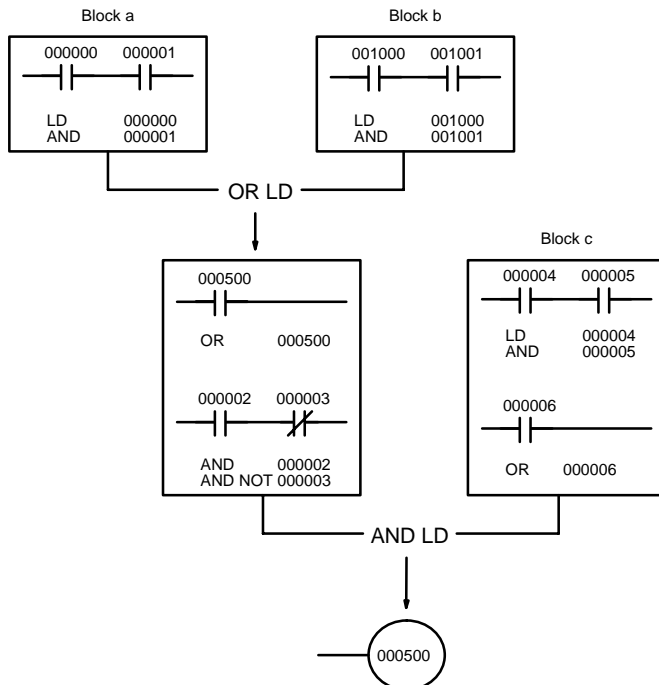 Block a
000000 000001
LD 000000
AND 000001
Block b
001000 001001
LD 001000
AND 001001
OR LD
000500
OR 000500
000002 000003
AND 000002
AND NOT 000003
Block c
000004 000005
LD 000004
AND 000005
000006
OR 000006
AND LD
000500